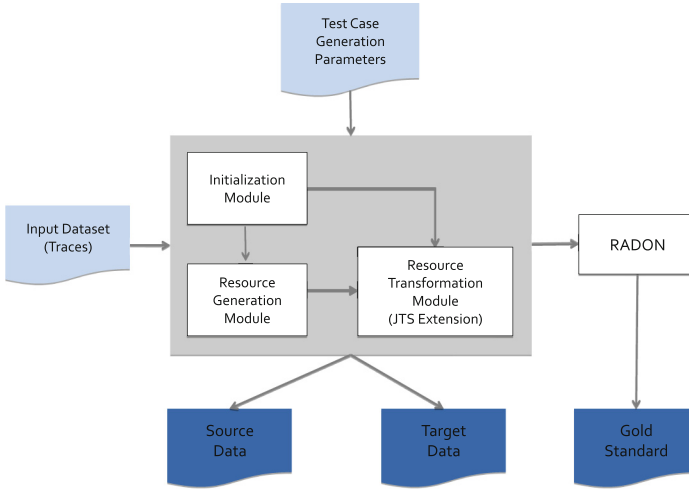 Test Case
Generation
Parameters
Initialization
Module
Input Dataset
(Traces)
Resource
Generation
Module
Resource
Transformation
Module
(JTS Extension)
RADON
Source
Data
Target
Data
Gold
Standard